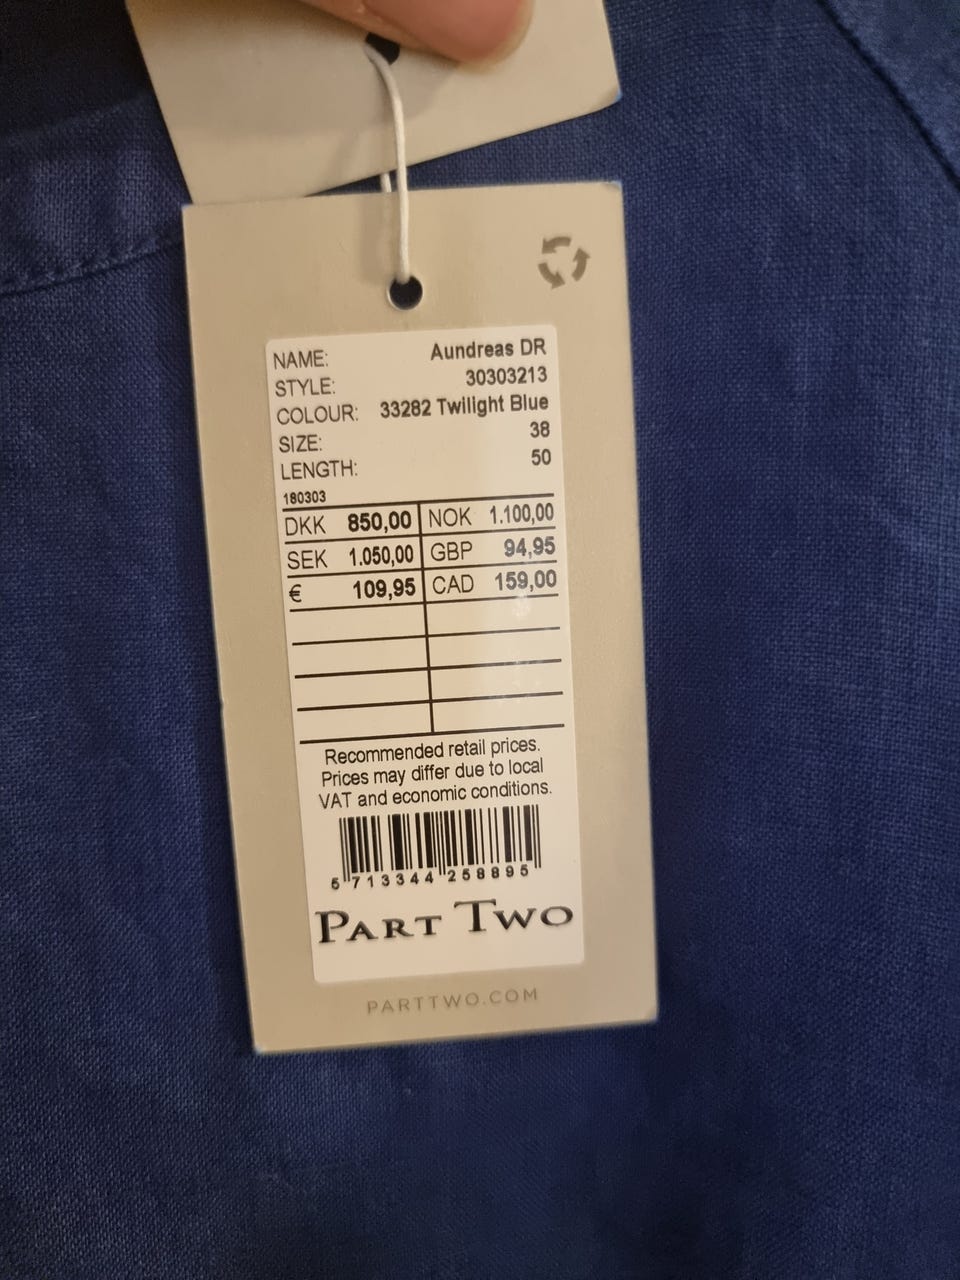 NAME: Aundreas DR
STYLE: 30303213
COLOUR: 33282 Twilight Blue
SIZE: 38
LENGTH: 50
180303
DKK 850,00 NOK 1.100,00
SEK 1.050,00 GBP 94,95
€ 109,95 CAD 159,00
Recommended retail prices.
Prices may differ due to local
VAT and economic conditions.
5 713344 258895
PART TWO
PARTTWO.COM